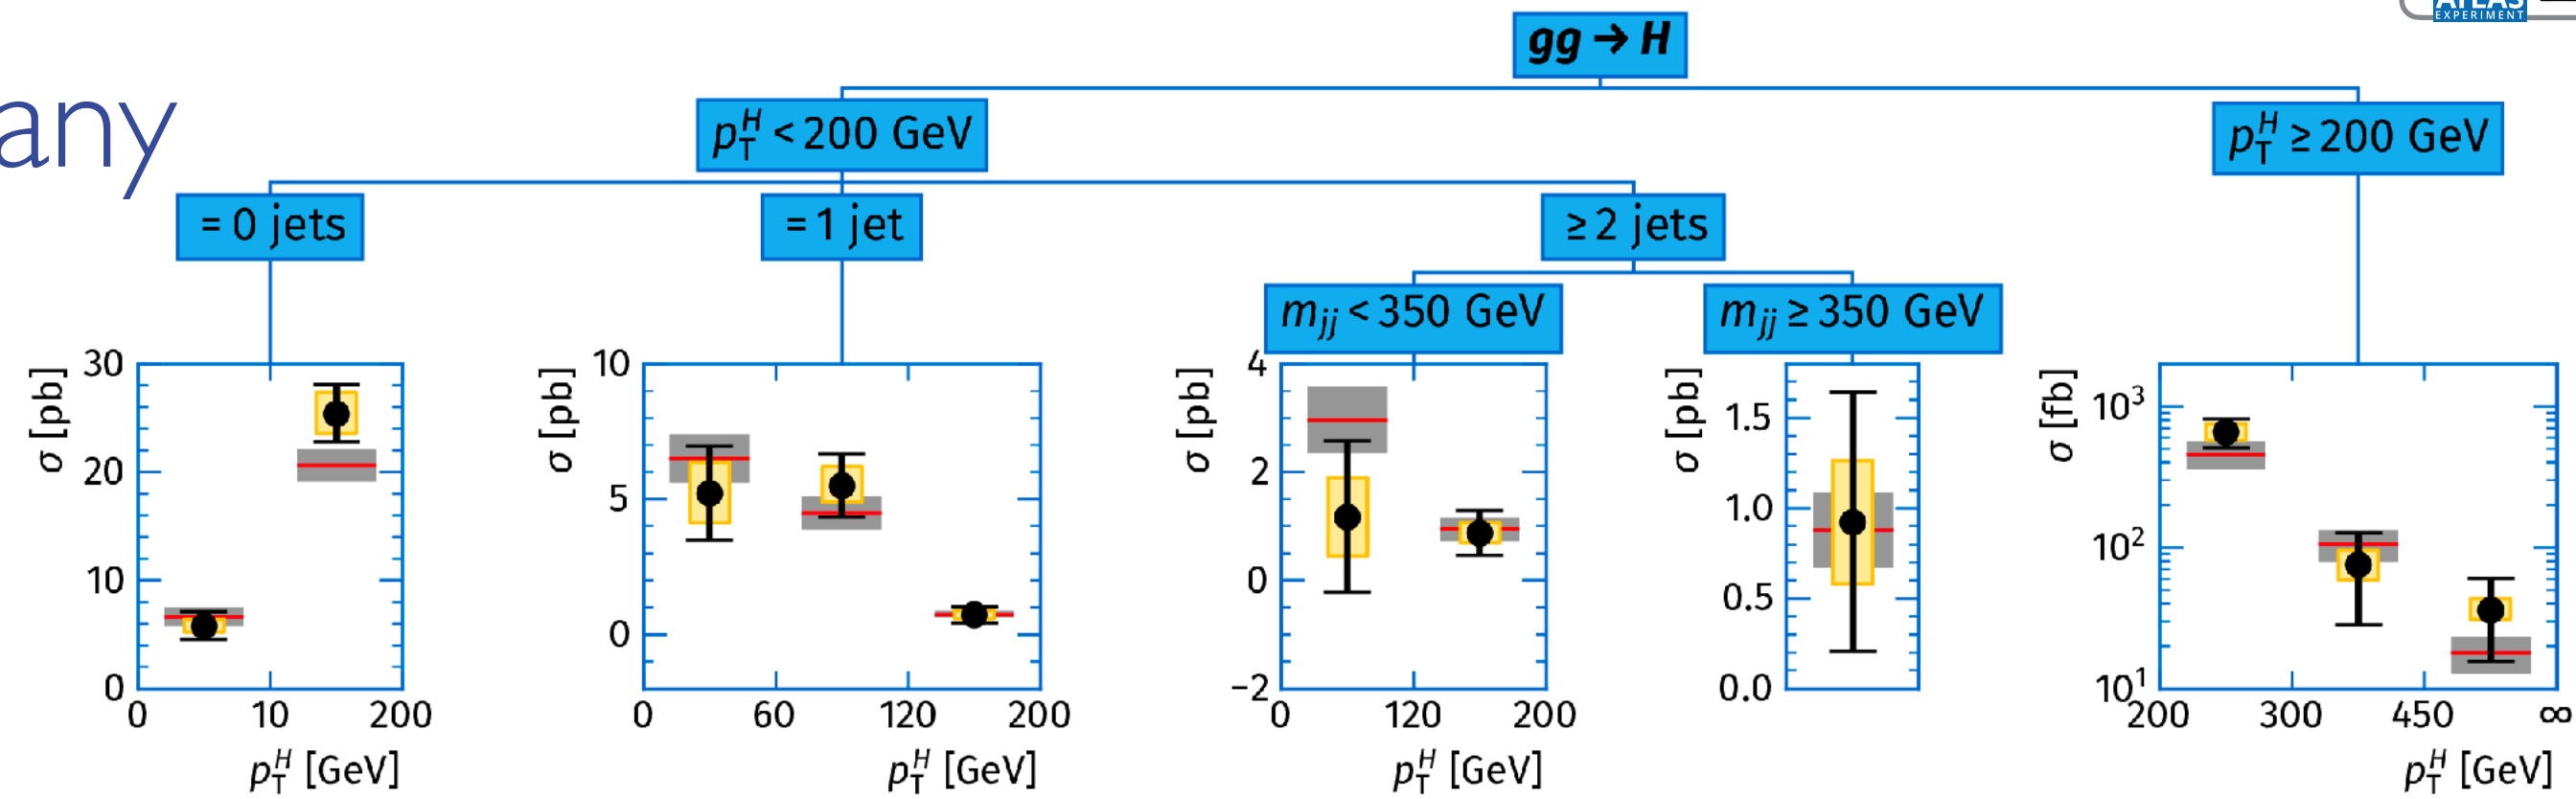 ATLAS
EXPERIMENT
any
gg → H
p_T^H < 200 GeV
p_T^H ≥ 200 GeV
= 0 jets
= 1 jet
≥ 2 jets
m_jj < 350 GeV
m_jj ≥ 350 GeV
σ [pb]
30
20
10
0
0 10 200
p_T^H [GeV]
σ [pb]
10
5
0
0 60 120 200
p_T^H [GeV]
σ [pb]
4
2
0
−2
0 120 200
p_T^H [GeV]
σ [pb]
1.5
1.0
0.5
0.0
σ [fb]
10^3
10^2
10^1
200 300 450 ∞
p_T^H [GeV]